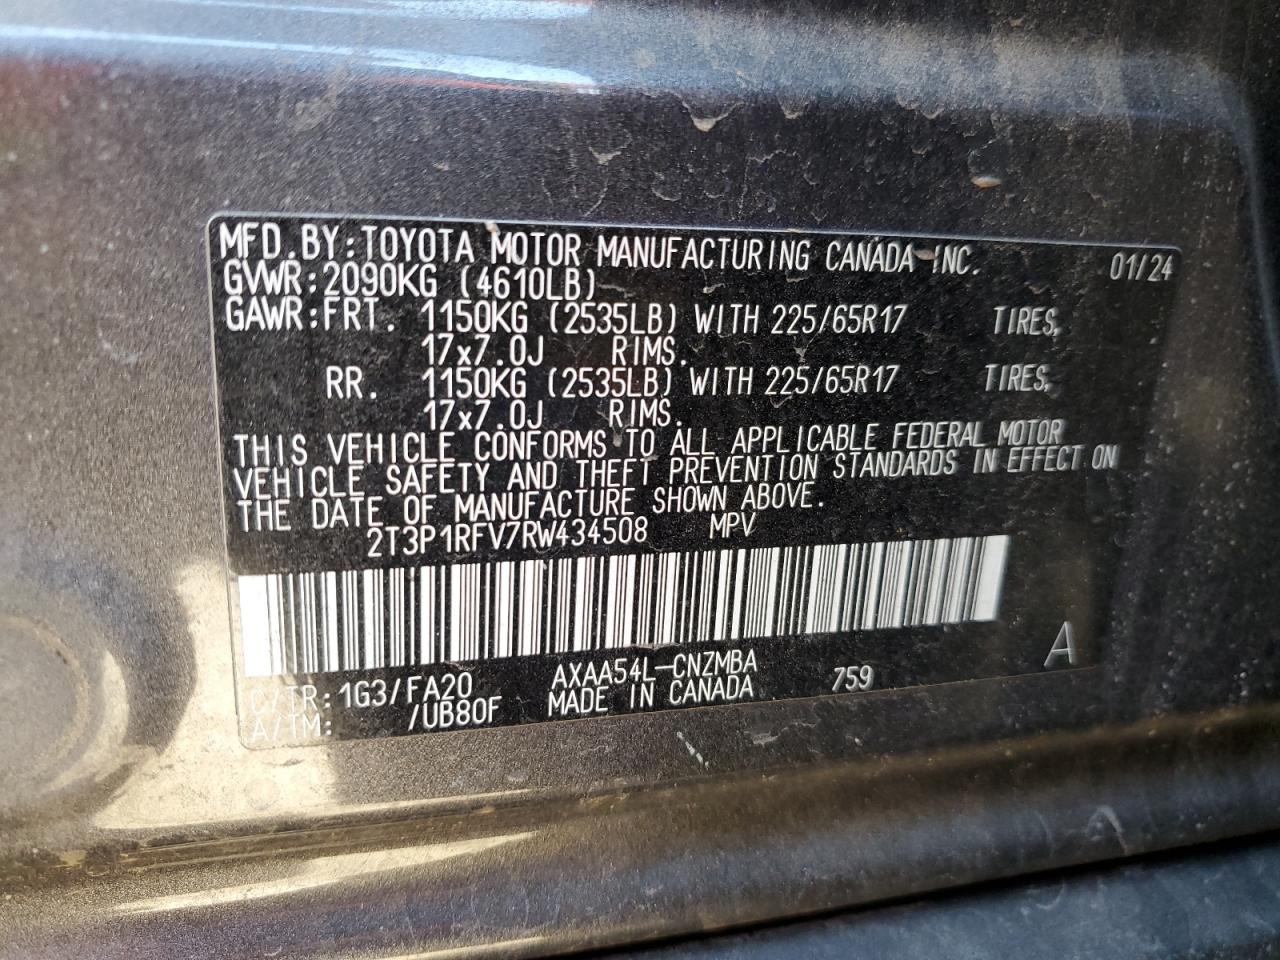 MFD.BY:TOYOTA MOTOR MANUFACTURING CANADA INC. 01/24
GVWR:2090KG (4610LB)
GAWR:FRT. 1150KG (2535LB) WITH 225/65R17 TIRES,
17x7.0J RIMS.
RR. 1150KG (2535LB) WITH 225/65R17 TIRES,
17x7.0J RIMS.
THIS VEHICLE CONFORMS TO ALL APPLICABLE FEDERAL MOTOR
VEHICLE SAFETY AND THEFT PREVENTION STANDARDS IN EFFECT ON
THE DATE OF MANUFACTURE SHOWN ABOVE.
2T3P1RFV7RW434508 MPV
C/TR: 1G3/FA20 AXAA54L-CNZMBA 759 A
A/TM: /UB80F MADE IN CANADA